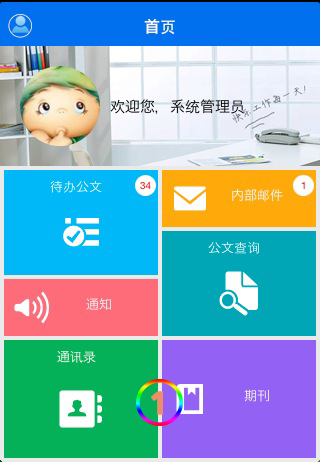 首页
欢迎您，系统管理员
快乐工作每一天!
待办公文
34
内部邮件
1
公文查询
通知
通讯录
期刊
1